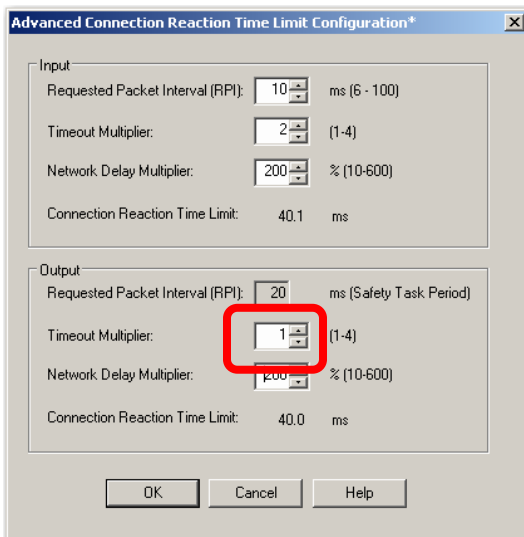 Advanced Connection Reaction Time Limit Configuration*
Input
Requested Packet Interval (RPI): 10 ms (6 - 100)
Timeout Multiplier: 2 (1-4)
Network Delay Multiplier: 200 % (10-600)
Connection Reaction Time Limit: 40.1 ms
Output
Requested Packet Interval (RPI): 20 ms (Safety Task Period)
Timeout Multiplier: 1 (1-4)
Network Delay Multiplier: 200 % (10-600)
Connection Reaction Time Limit: 40.0 ms
OK Cancel Help